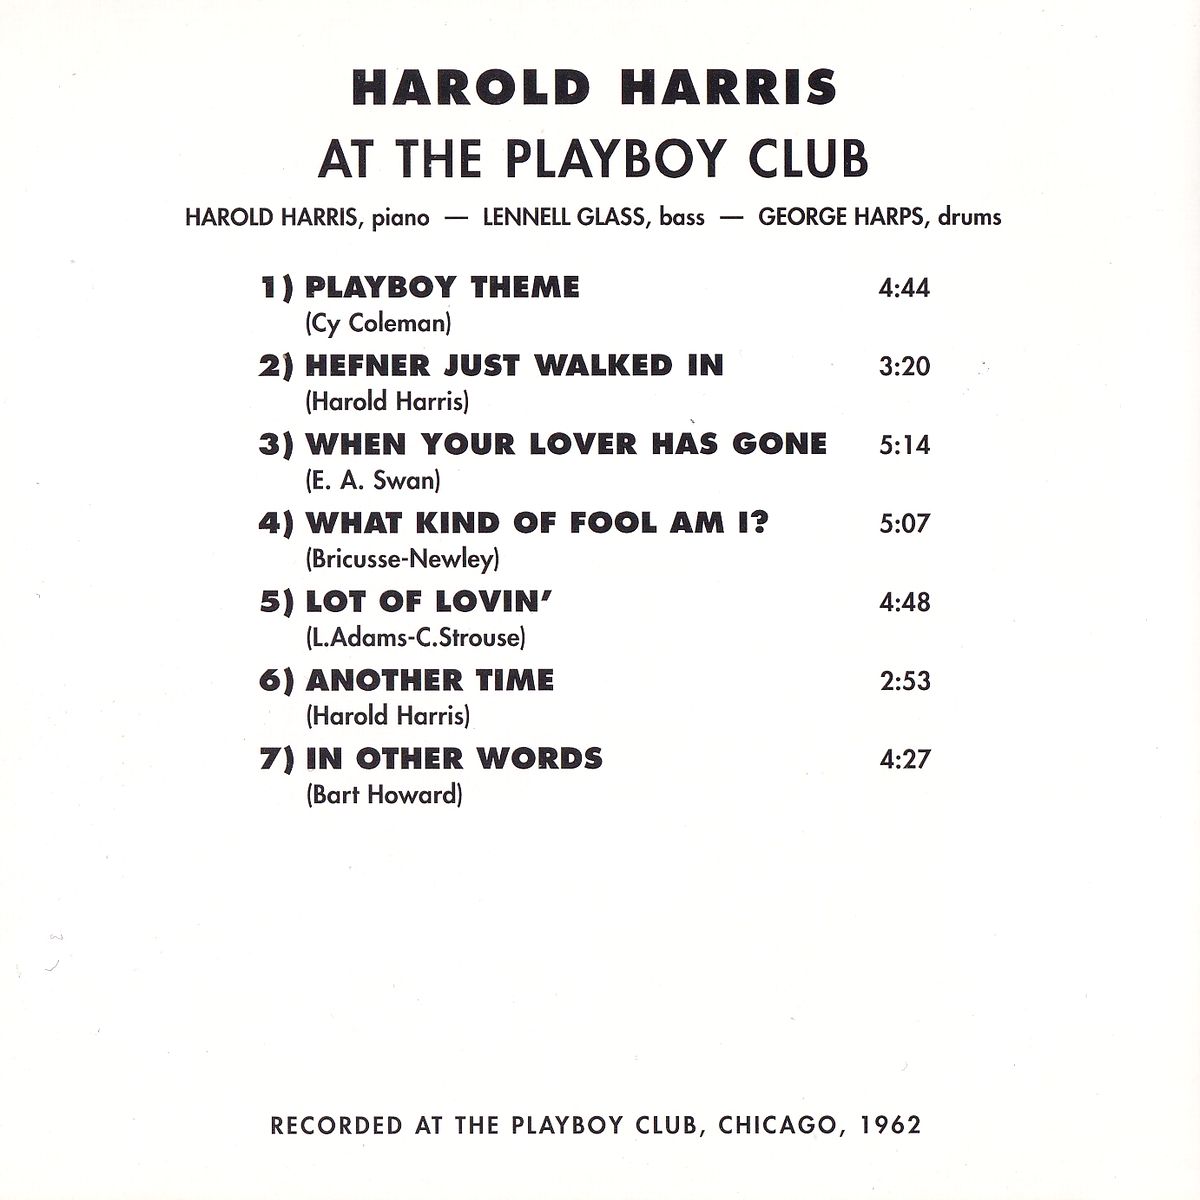 HAROLD HARRIS
AT THE PLAYBOY CLUB
HAROLD HARRIS, piano — LENNELL GLASS, bass — GEORGE HARPS, drums
1) PLAYBOY THEME 4:44
(Cy Coleman)
2) HEFNER JUST WALKED IN 3:20
(Harold Harris)
3) WHEN YOUR LOVER HAS GONE 5:14
(E. A. Swan)
4) WHAT KIND OF FOOL AM I? 5:07
(Bricusse-Newley)
5) LOT OF LOVIN’ 4:48
(L.Adams-C.Strouse)
6) ANOTHER TIME 2:53
(Harold Harris)
7) IN OTHER WORDS 4:27
(Bart Howard)
RECORDED AT THE PLAYBOY CLUB, CHICAGO, 1962